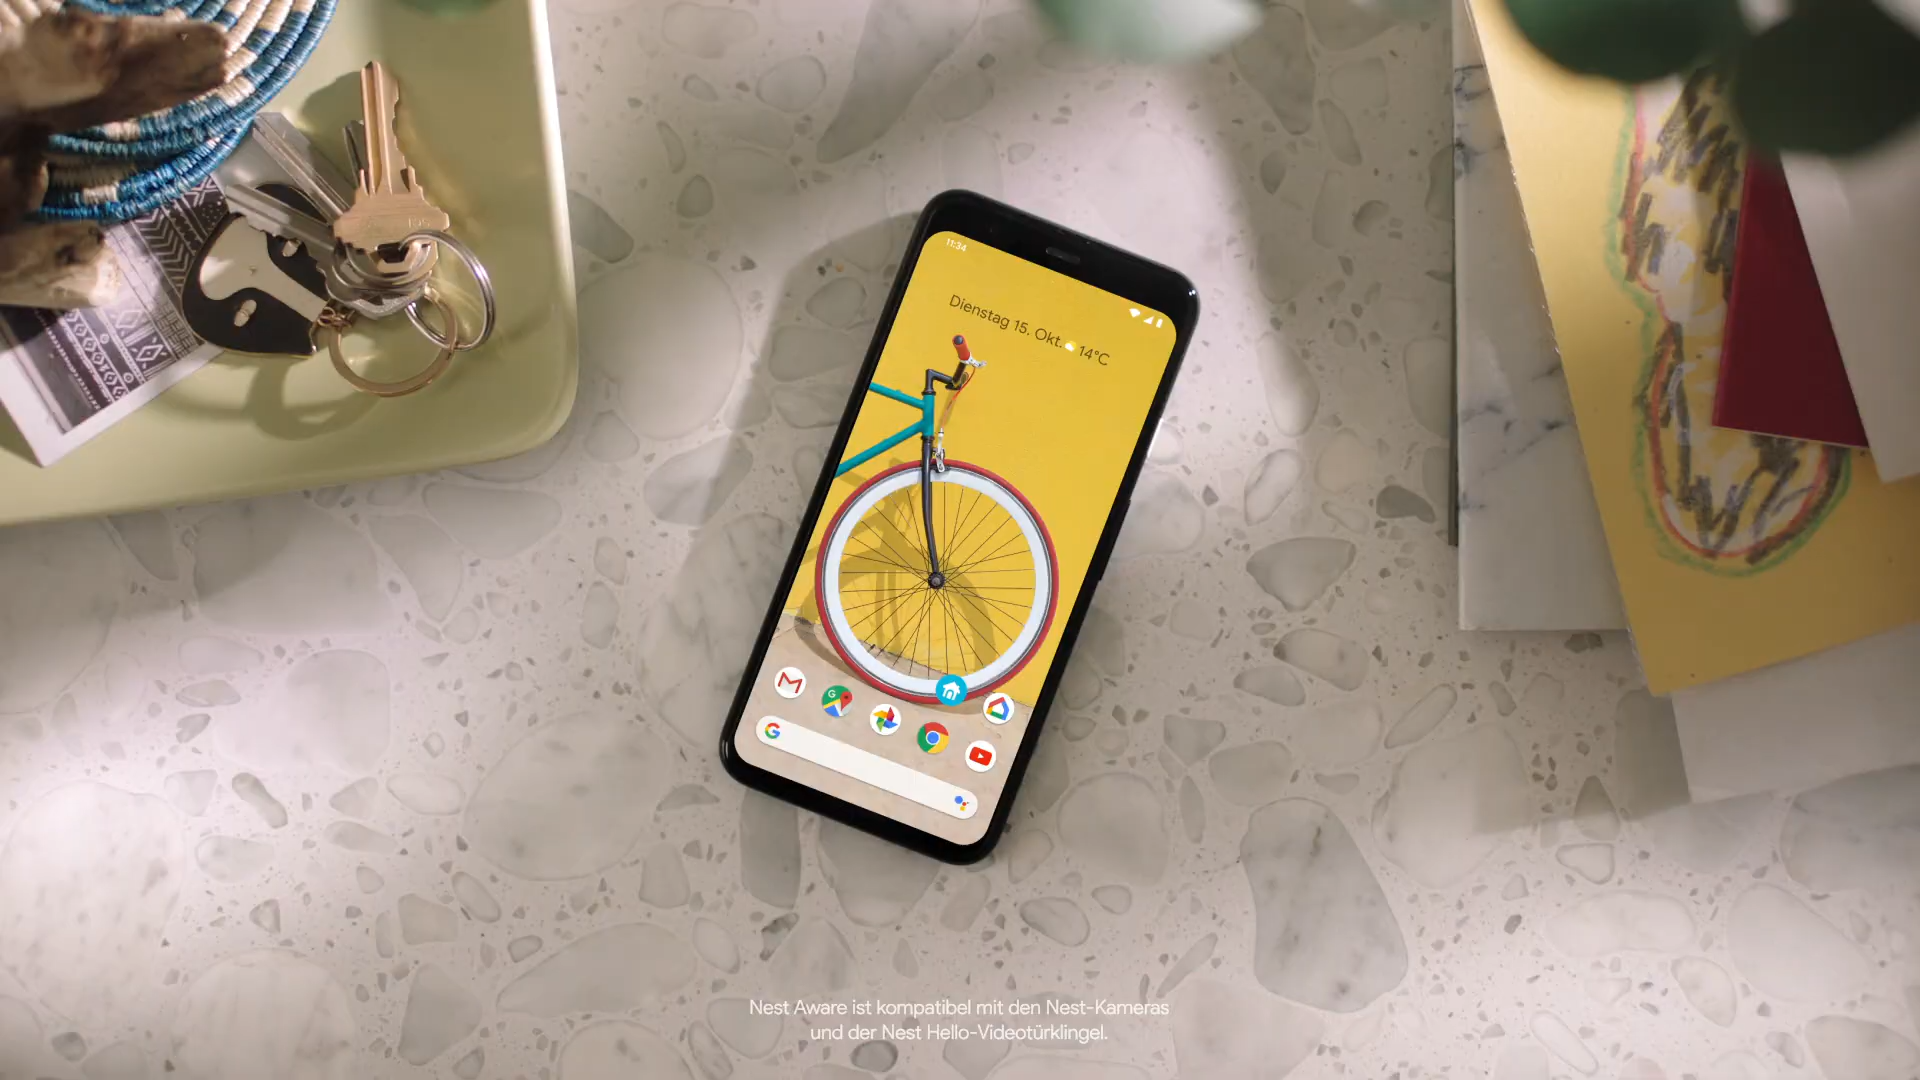 11:34
Dienstag 15. Okt. 14°C
Nest Aware ist kompatibel mit den Nest-Kameras
und der Nest Hello-Videotürklingel.